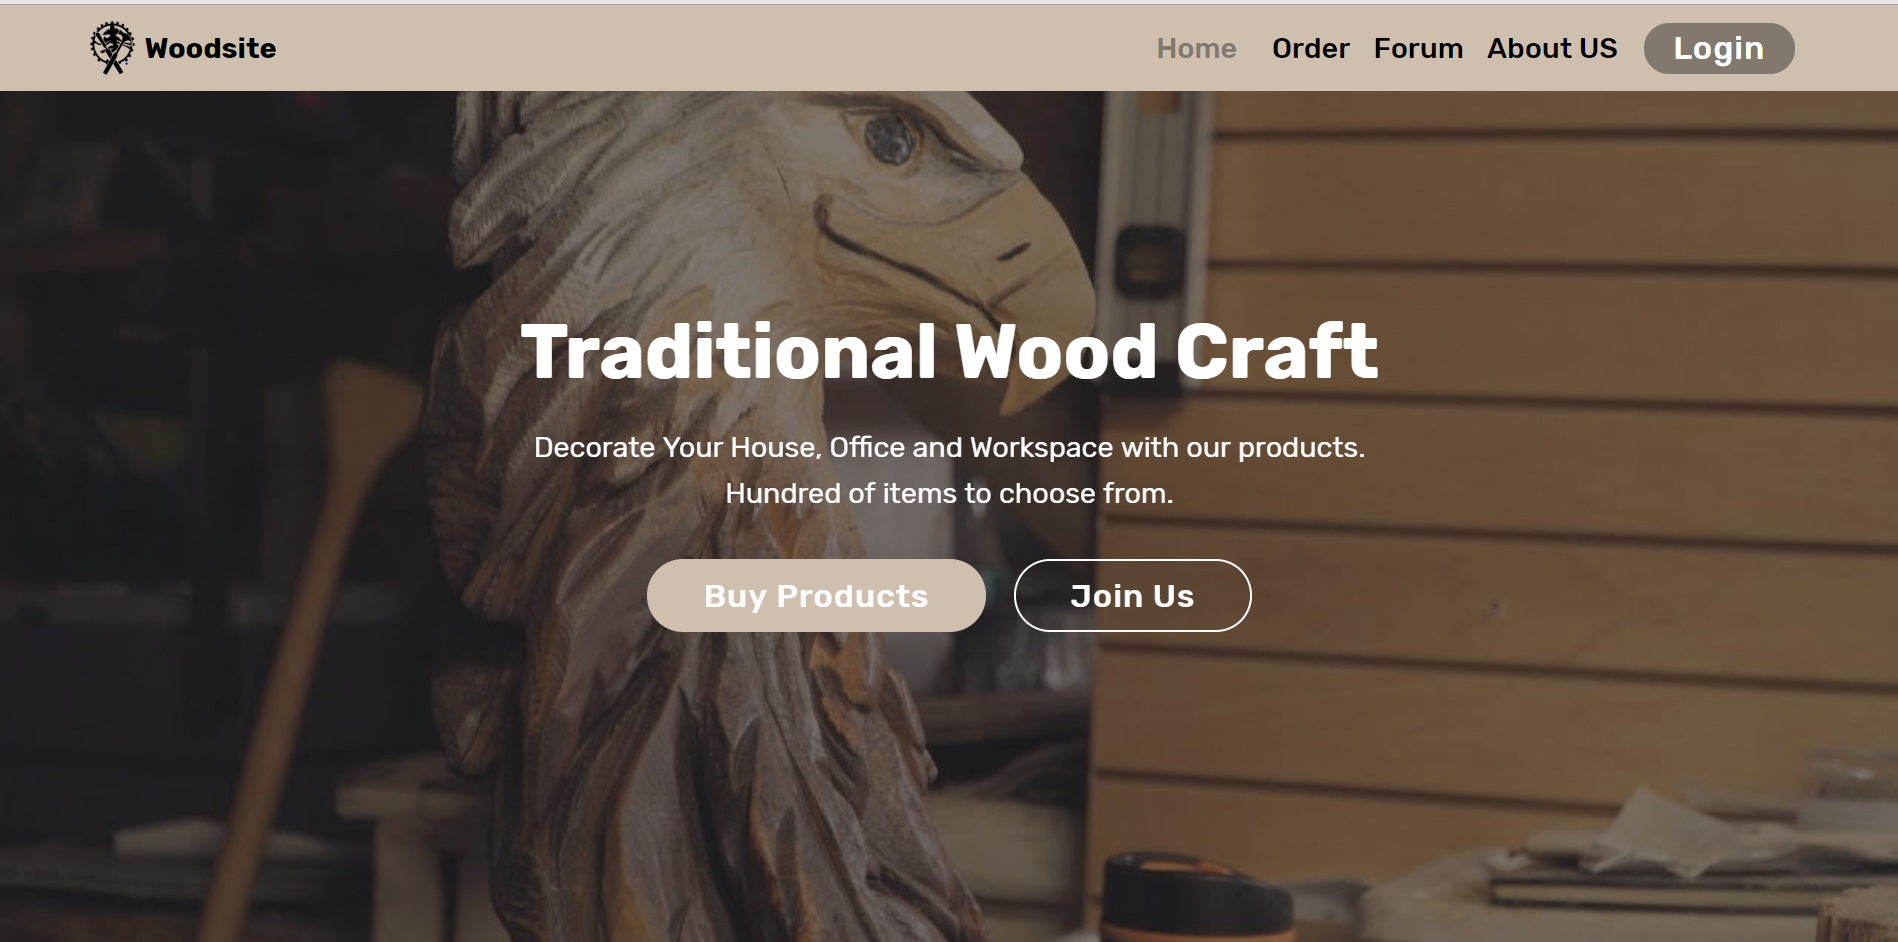 Woodsite
Home Order Forum About US Login
Traditional Wood Craft
Decorate Your House, Office and Workspace with our products.
Hundred of items to choose from.
Buy Products Join Us